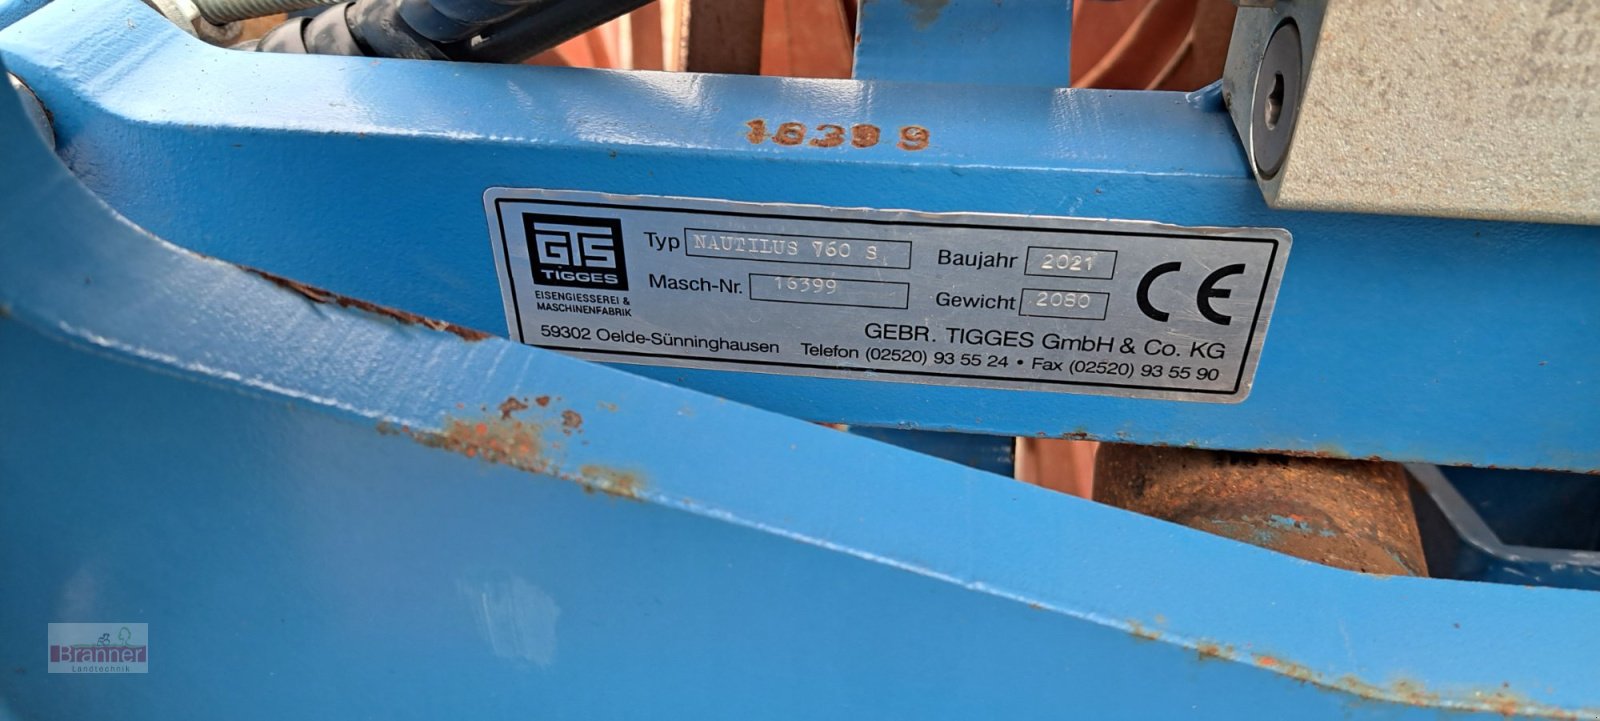 16399
GTS
TIGGES
EISENGIESSEREI &
MASCHINENFABRIK
Typ NAUTILUS 760 S
Baujahr 2021
Masch-Nr. 16399
Gewicht 2080
CE
59302 Oelde-Sünninghausen
GEBR. TIGGES GmbH & Co. KG
Telefon (02520) 93 55 24 • Fax (02520) 93 55 90
Branner
Landtechnik